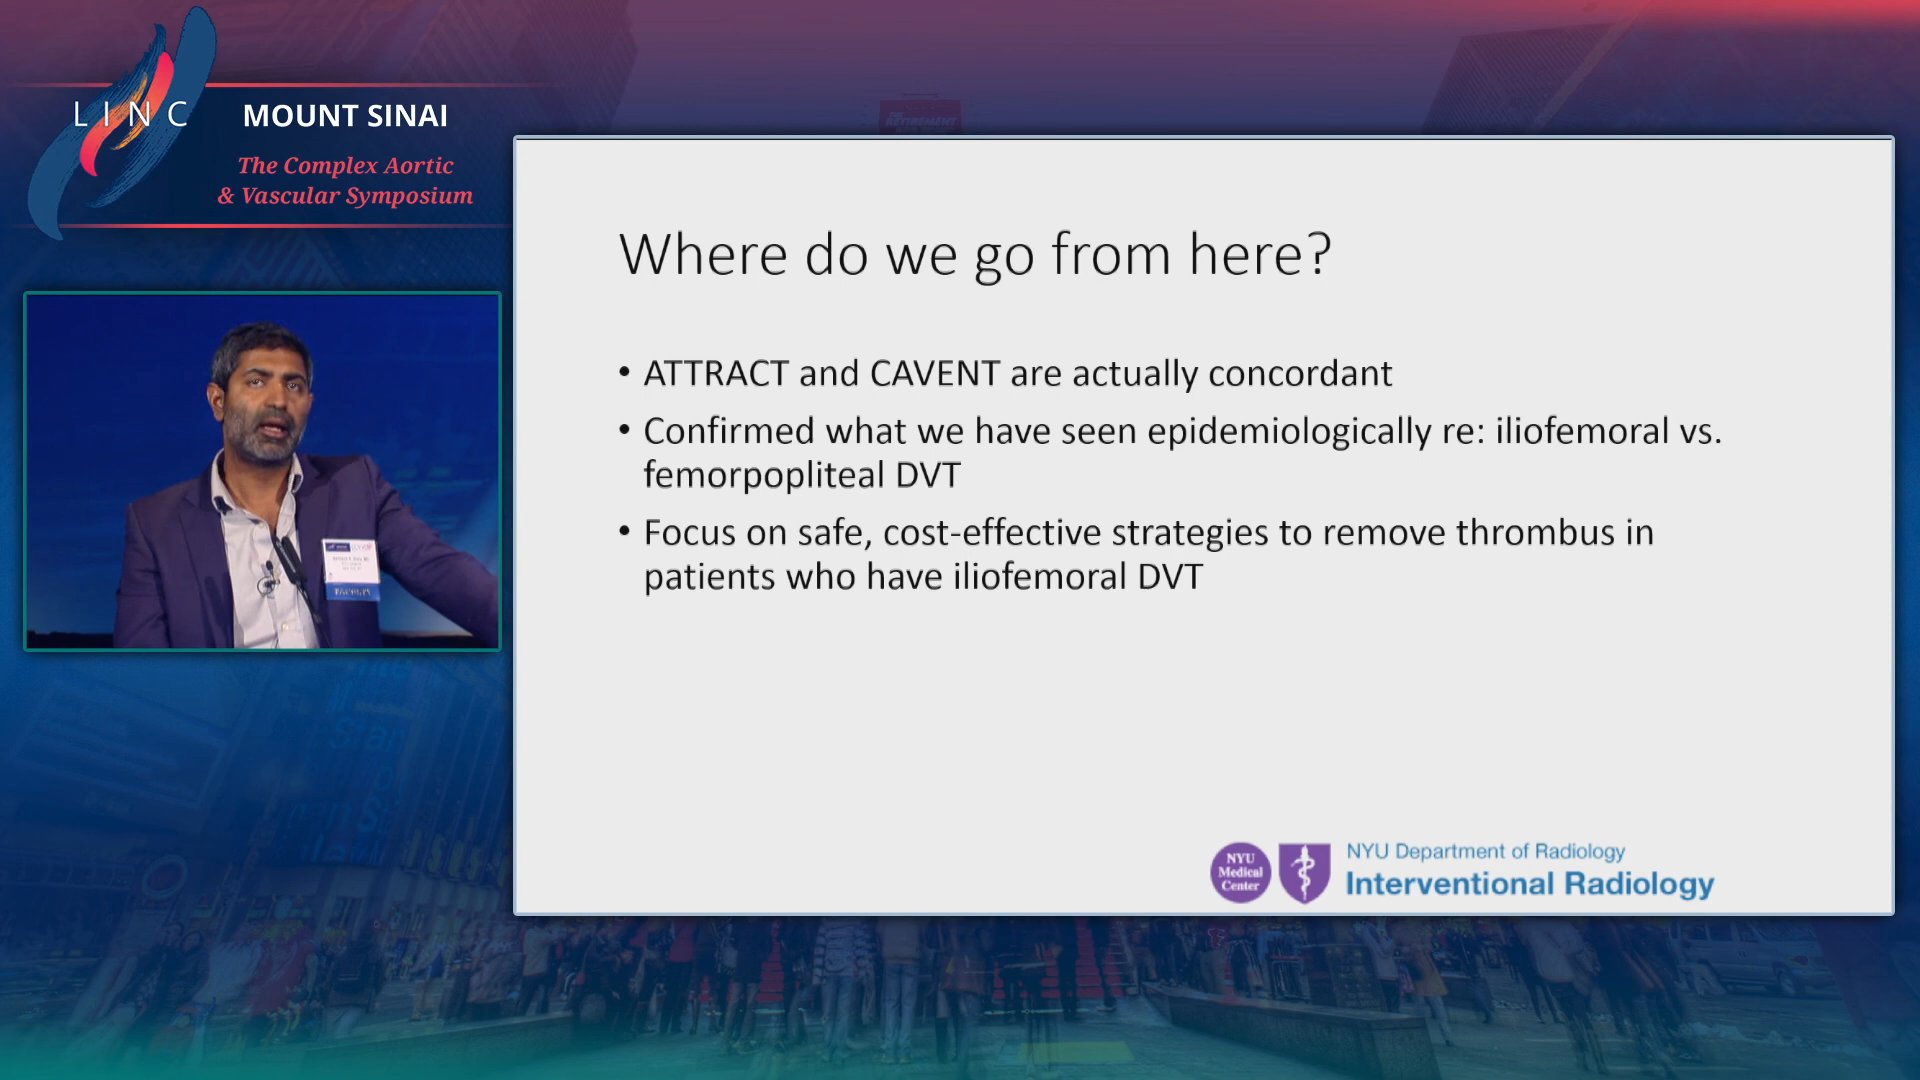 LINC
MOUNT SINAI
The Complex Aortic
& Vascular Symposium
Where do we go from here?
• ATTRACT and CAVENT are actually concordant
• Confirmed what we have seen epidemiologically re: iliofemoral vs.
femorpopliteal DVT
• Focus on safe, cost-effective strategies to remove thrombus in
patients who have iliofemoral DVT
NYU
Medical
Center
NYU Department of Radiology
Interventional Radiology